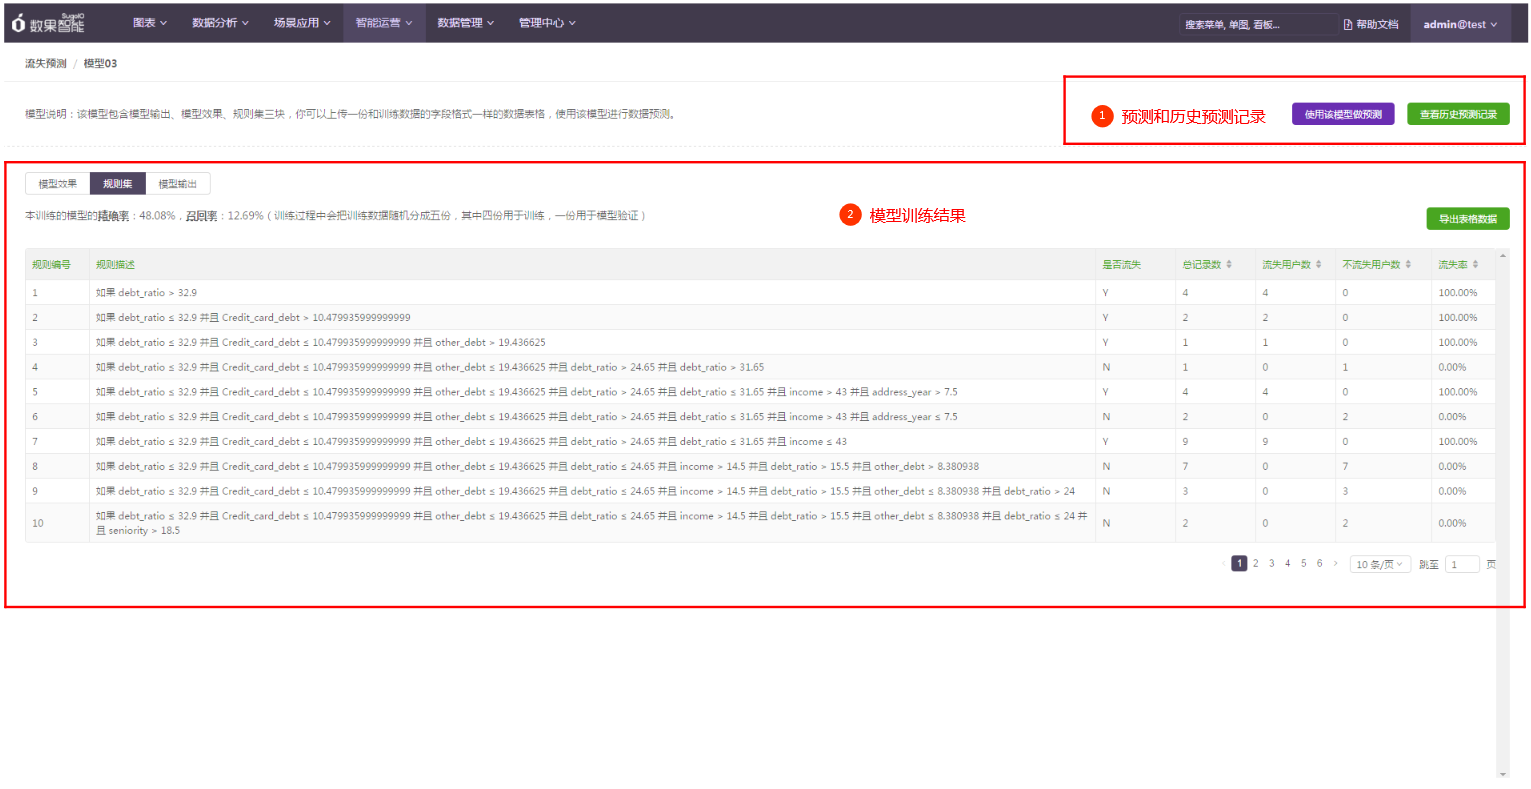 SugoIO
数果智能
图表 数据分析 场景应用 智能运营 数据管理 管理中心 搜索菜单, 单图, 看板... 帮助文档 admin@test
流失预测 / 模型03
模型说明：该模型包含模型输出、模型效果、规则集三块，你可以上传一份和训练数据的字段格式一样的数据表格，使用该模型进行数据预测。
1 预测和历史预测记录 使用该模型做预测 查看历史预测记录
模型效果 规则集 模型输出
本训练的模型的精确率：48.08%，召回率：12.69%（ 训练过程中会把训练数据随机分成五份，其中四份用于训练，一份用于模型验证 ）
2 模型训练结果
导出表格数据
规则编号 规则描述 是否流失 总记录数 流失用户数 不流失用户数 流失率
1 如果 debt_ratio > 32.9 Y 4 4 0 100.00%
2 如果 debt_ratio ≤ 32.9 并且 Credit_card_debt > 10.479935999999999 Y 2 2 0 100.00%
3 如果 debt_ratio ≤ 32.9 并且 Credit_card_debt ≤ 10.479935999999999 并且 other_debt > 19.436625 Y 1 1 0 100.00%
4 如果 debt_ratio ≤ 32.9 并且 Credit_card_debt ≤ 10.479935999999999 并且 other_debt ≤ 19.436625 并且 debt_ratio > 24.65 并且 debt_ratio > 31.65 N 1 0 1 0.00%
5 如果 debt_ratio ≤ 32.9 并且 Credit_card_debt ≤ 10.479935999999999 并且 other_debt ≤ 19.436625 并且 debt_ratio > 24.65 并且 debt_ratio ≤ 31.65 并且 income > 43 并且 address_year > 7.5 Y 4 4 0 100.00%
6 如果 debt_ratio ≤ 32.9 并且 Credit_card_debt ≤ 10.479935999999999 并且 other_debt ≤ 19.436625 并且 debt_ratio > 24.65 并且 debt_ratio ≤ 31.65 并且 income > 43 并且 address_year ≤ 7.5 N 2 0 2 0.00%
7 如果 debt_ratio ≤ 32.9 并且 Credit_card_debt ≤ 10.479935999999999 并且 other_debt ≤ 19.436625 并且 debt_ratio > 24.65 并且 debt_ratio ≤ 31.65 并且 income ≤ 43 Y 9 9 0 100.00%
8 如果 debt_ratio ≤ 32.9 并且 Credit_card_debt ≤ 10.479935999999999 并且 other_debt ≤ 19.436625 并且 debt_ratio ≤ 24.65 并且 income > 14.5 并且 debt_ratio > 15.5 并且 other_debt > 8.380938 N 7 0 7 0.00%
9 如果 debt_ratio ≤ 32.9 并且 Credit_card_debt ≤ 10.479935999999999 并且 other_debt ≤ 19.436625 并且 debt_ratio ≤ 24.65 并且 income > 14.5 并且 debt_ratio > 15.5 并且 other_debt ≤ 8.380938 并且 debt_ratio > 24 N 3 0 3 0.00%
10 如果 debt_ratio ≤ 32.9 并且 Credit_card_debt ≤ 10.479935999999999 并且 other_debt ≤ 19.436625 并且 debt_ratio ≤ 24.65 并且 income > 14.5 并且 debt_ratio > 15.5 并且 other_debt ≤ 8.380938 并且 debt_ratio ≤ 24 并
且 seniority > 18.5 N 2 0 2 0.00%
1 2 3 4 5 6 10 条/页 跳至 1 页